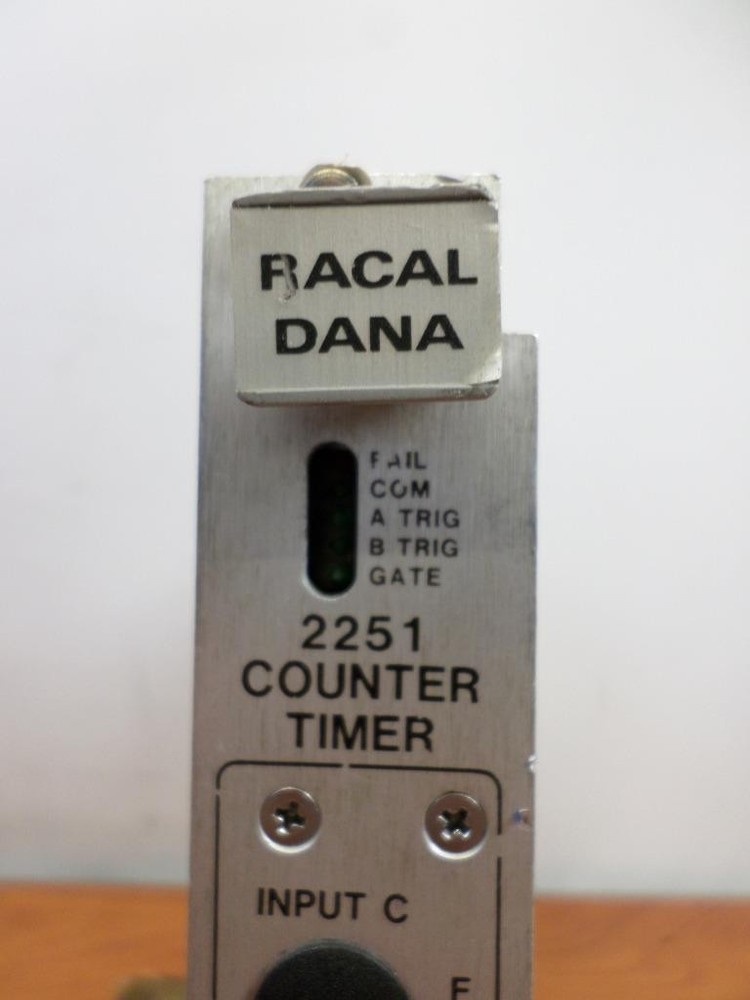 RACAL
DANA
FAIL
COM
A TRIG
B TRIG
GATE
2251
COUNTER
TIMER
INPUT C